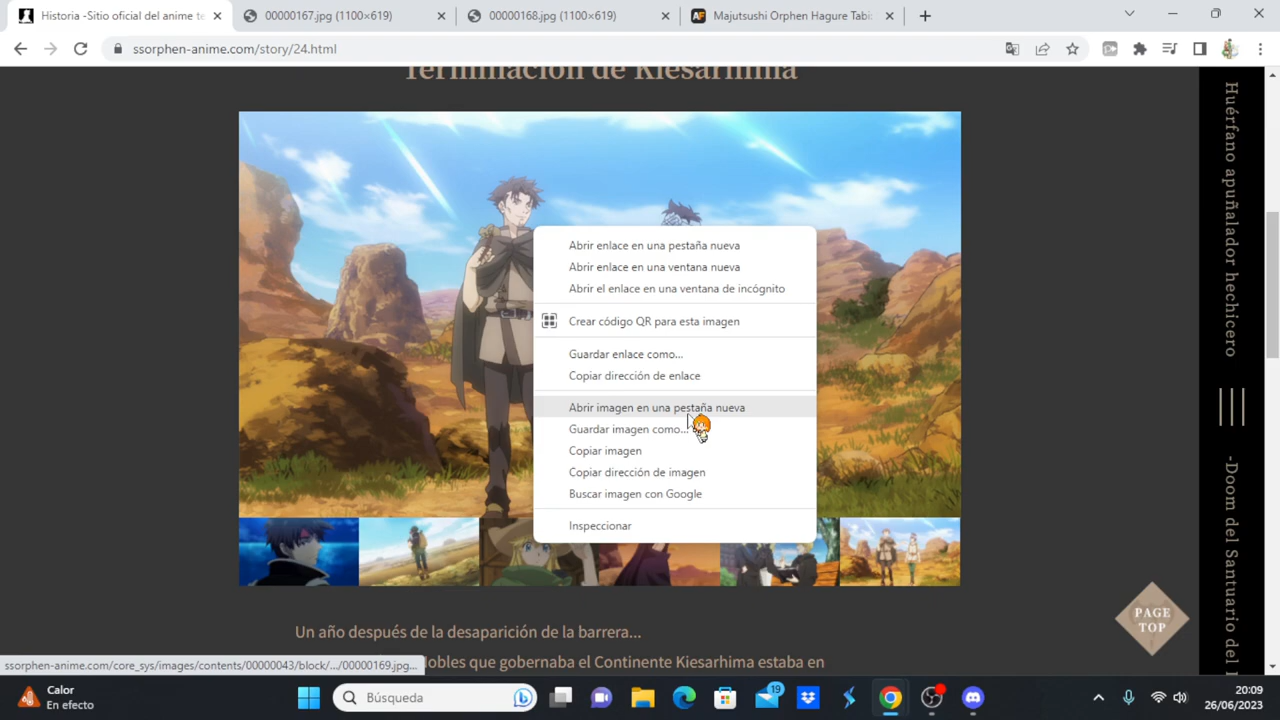 Historia -Sitio oficial del anime te
00000167.jpg (1100×619)
00000168.jpg (1100×619)
Majutsushi Orphen Hagure Tabi:
ssorphen-anime.com/story/24.html
Terminación de Kiesarhima
Abrir enlace en una pestaña nueva
Abrir enlace en una ventana nueva
Abrir el enlace en una ventana de incógnito
Crear código QR para esta imagen
Guardar enlace como...
Copiar dirección de enlace
Abrir imagen en una pestaña nueva
Guardar imagen como...
Copiar imagen
Copiar dirección de imagen
Buscar imagen con Google
Inspeccionar
Huérfano apuñalador hechicero
-Doom del Santuario del
PAGE
TOP
Un año después de la desaparición de la barrera...
obles que gobernaba el Continente Kiesarhima estaba en
ssorphen-anime.com/core_sys/images/contents/00000043/block/.../00000169.jpg...
Calor
En efecto
Búsqueda
19
20:09
26/06/2023